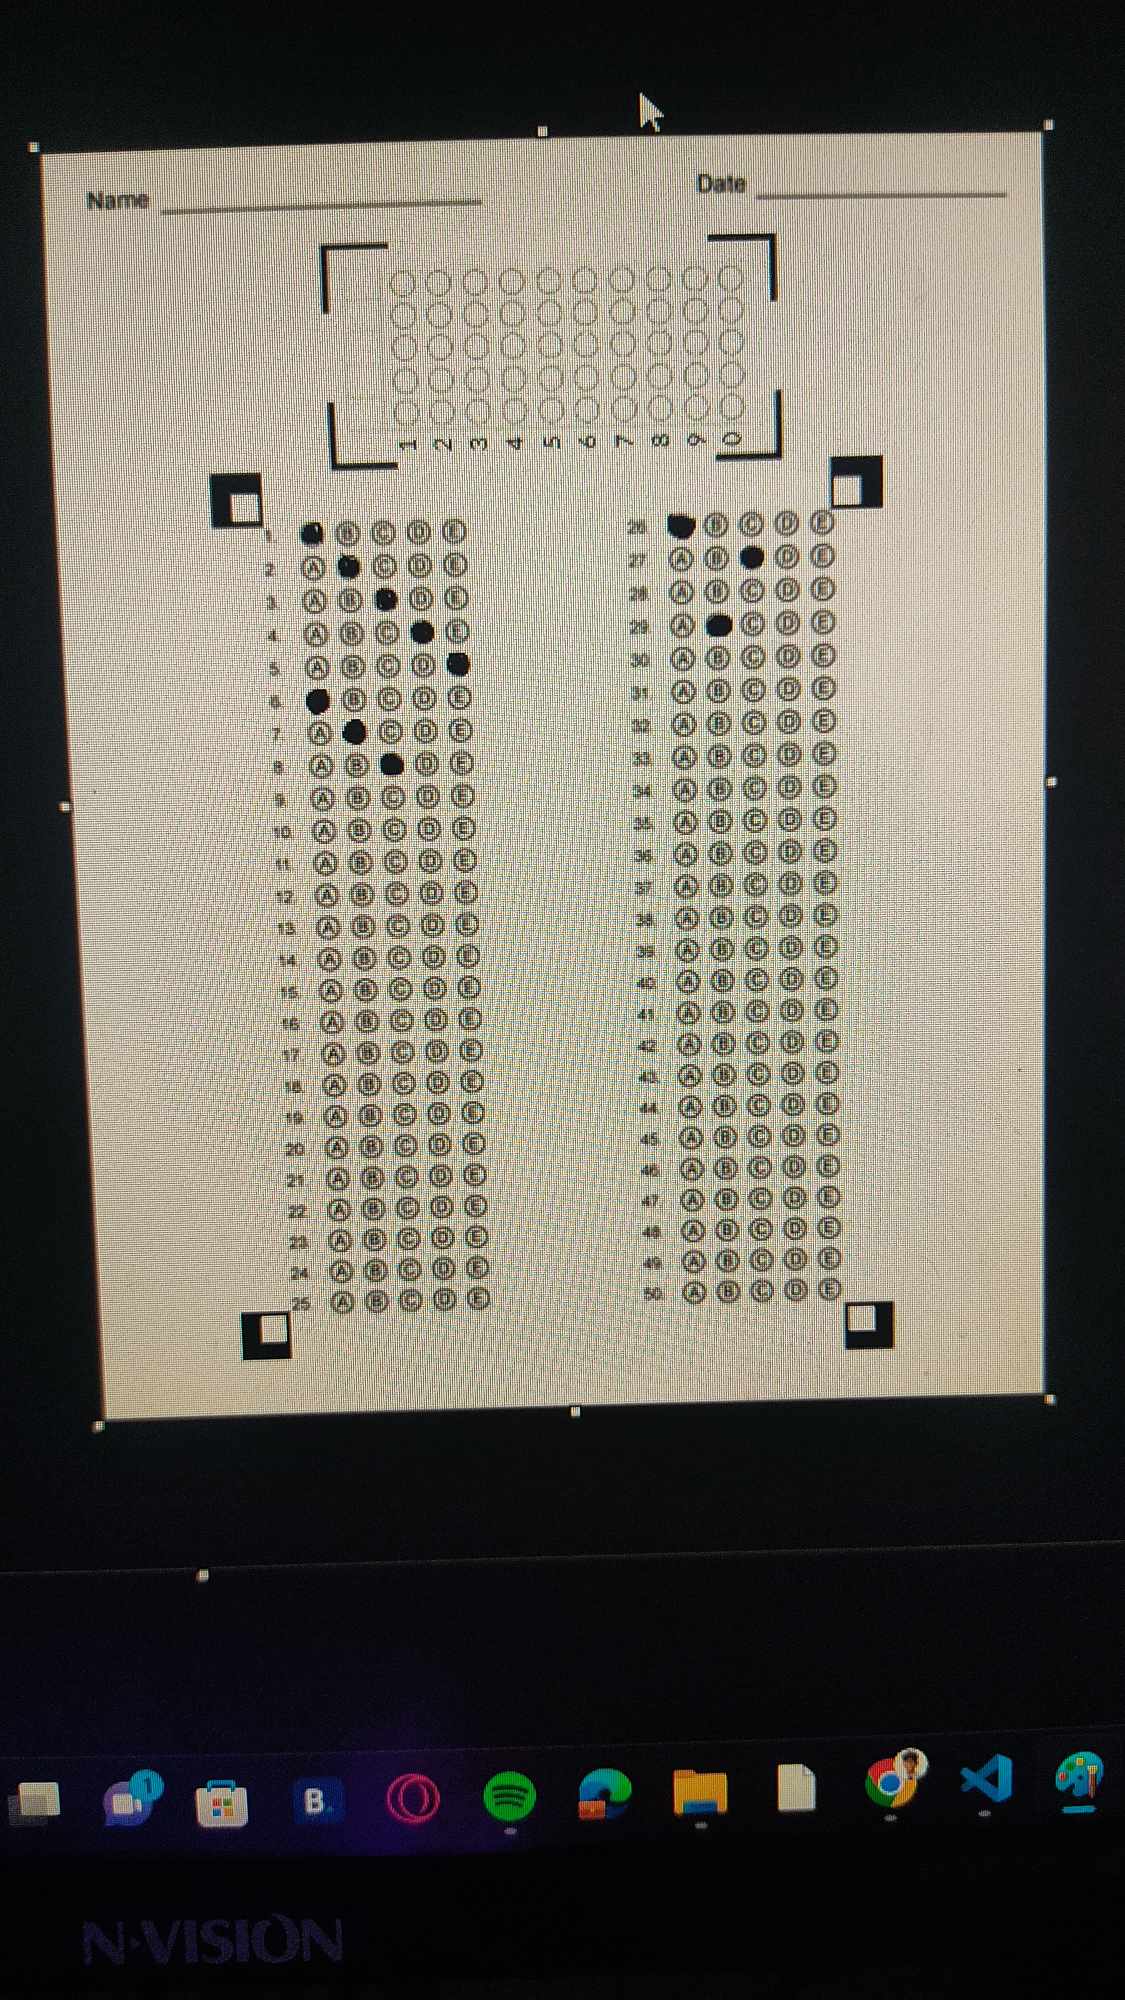 Name
Date
1 2 3 4 5 6 7 8 9 0
1. B C D E
2. A C D E
3. A B D E
4. A B C E
5. A B C D
6. B C D E
7. A C D E
8. A B D E
9. A B C D E
10. A B C D E
11. A B C D E
12. A B C D E
13. A B C D E
14. A B C D E
15. A B C D E
16. A B C D E
17. A B C D E
18. A B C D E
19. A B C D E
20. A B C D E
21. A B C D E
22. A B C D E
23. A B C D E
24. A B C D E
25. A B C D E
26. B C D E
27. A B D E
28. A B C D E
29. A C D E
30. A B C D E
31. A B C D E
32. A B C D E
33. A B C D E
34. A B C D E
35. A B C D E
36. A B C D E
37. A B C D E
38. A B C D E
39. A B C D E
40. A B C D E
41. A B C D E
42. A B C D E
43. A B C D E
44. A B C D E
45. A B C D E
46. A B C D E
47. A B C D E
48. A B C D E
49. A B C D E
50. A B C D E
1
B.
N·VISION